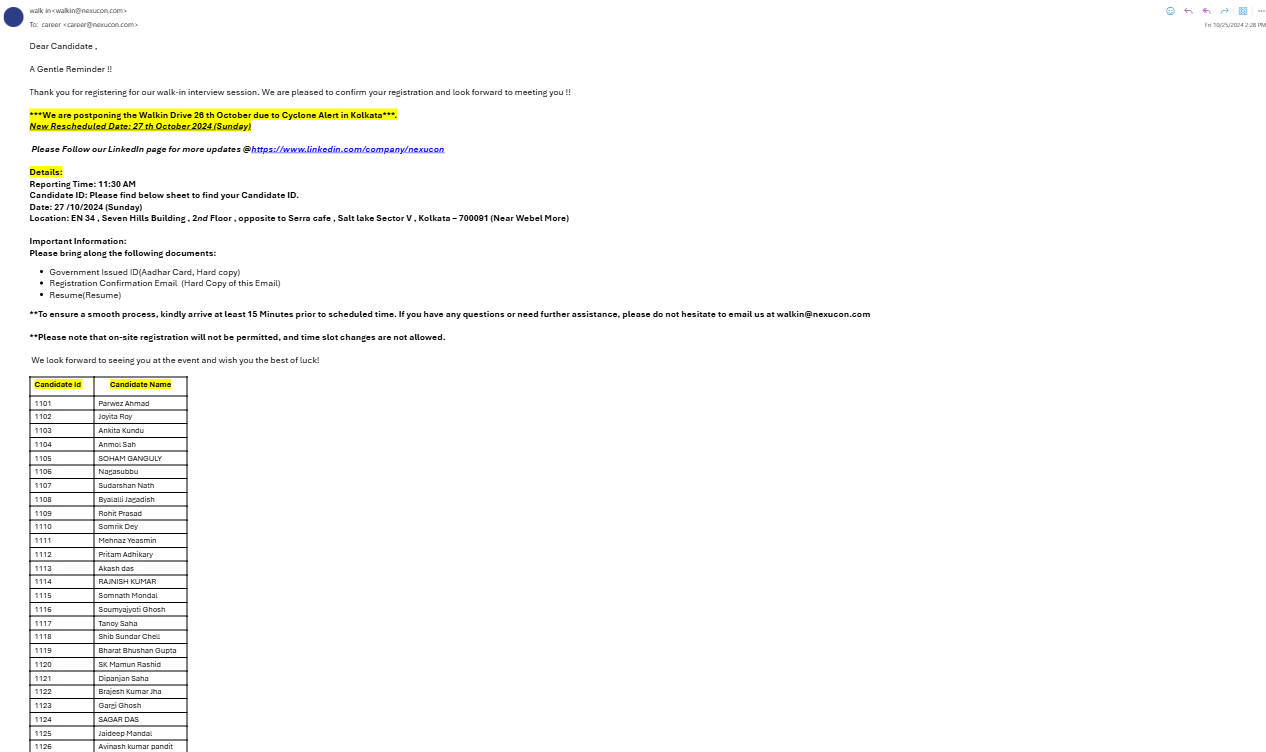 walk in<walkin@nexucon.com>
To: career <career@nexucon.com>
Fri 10/25/2024 2:28 PM
Dear Candidate ,
A Gentle Reminder !!
Thank you for registering for our walk-in interview session. We are pleased to confirm your registration and look forward to meeting you !!
***We are postponing the Walkin Drive 26 th October due to Cyclone Alert in Kolkata***.
New Rescheduled Date: 27 th October 2024 (Sunday)
Please Follow our LinkedIn page for more updates @https://www.linkedin.com/company/nexucon
Details:
Reporting Time: 11:30 AM
Candidate ID: Please find below sheet to find your Candidate ID.
Date: 27 /10/2024 (Sunday)
Location: EN 34 , Seven Hills Building , 2nd Floor , opposite to Serra cafe , Salt lake Sector V , Kolkata – 700091 (Near Webel More)
Important Information:
Please bring along the following documents:
• Government Issued ID(Aadhar Card, Hard copy)
• Registration Confirmation Email (Hard Copy of this Email)
• Resume(Resume)
**To ensure a smooth process, kindly arrive at least 15 Minutes prior to scheduled time. If you have any questions or need further assistance, please do not hesitate to email us at walkin@nexucon.com
**Please note that on-site registration will not be permitted, and time slot changes are not allowed.
We look forward to seeing you at the event and wish you the best of luck!
Candidate Id Candidate Name
1101 Parwez Ahmad
1102 Joyita Roy
1103 Ankita Kundu
1104 Anmol Sah
1105 SOHAM GANGULY
1106 Nagasubbu
1107 Sudarshan Nath
1108 Byalalli Jagadish
1109 Rohit Prasad
1110 Somrik Dey
1111 Mehnaz Yeasmin
1112 Pritam Adhikary
1113 Akash das
1114 RAJNISH KUMAR
1115 Somnath Mondal
1116 Soumyajyoti Ghosh
1117 Tanoy Saha
1118 Shib Sundar Chell
1119 Bharat Bhushan Gupta
1120 SK Mamun Rashid
1121 Dipanjan Saha
1122 Brajesh Kumar Jha
1123 Gargi Ghosh
1124 SAGAR DAS
1125 Jaideep Mandal
1126 Avinash kumar pandit